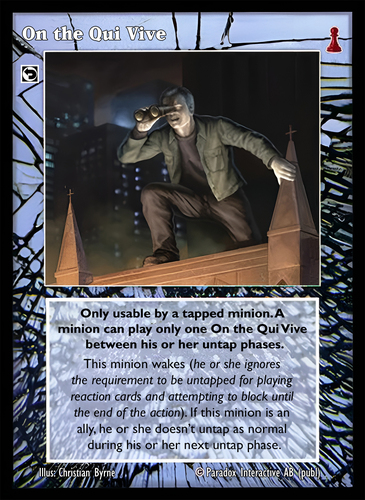 On the Qui Vive
Only usable by a tapped minion. A
minion can play only one On the Qui Vive
between his or her untap phases.
This minion wakes (he or she ignores
the requirement to be untapped for playing
reaction cards and attempting to block until
the end of the action). If this minion is an
ally, he or she doesn't untap as normal
during his or her next untap phase.
Illus: Christian Byrne
© Paradox Interactive AB (publ)